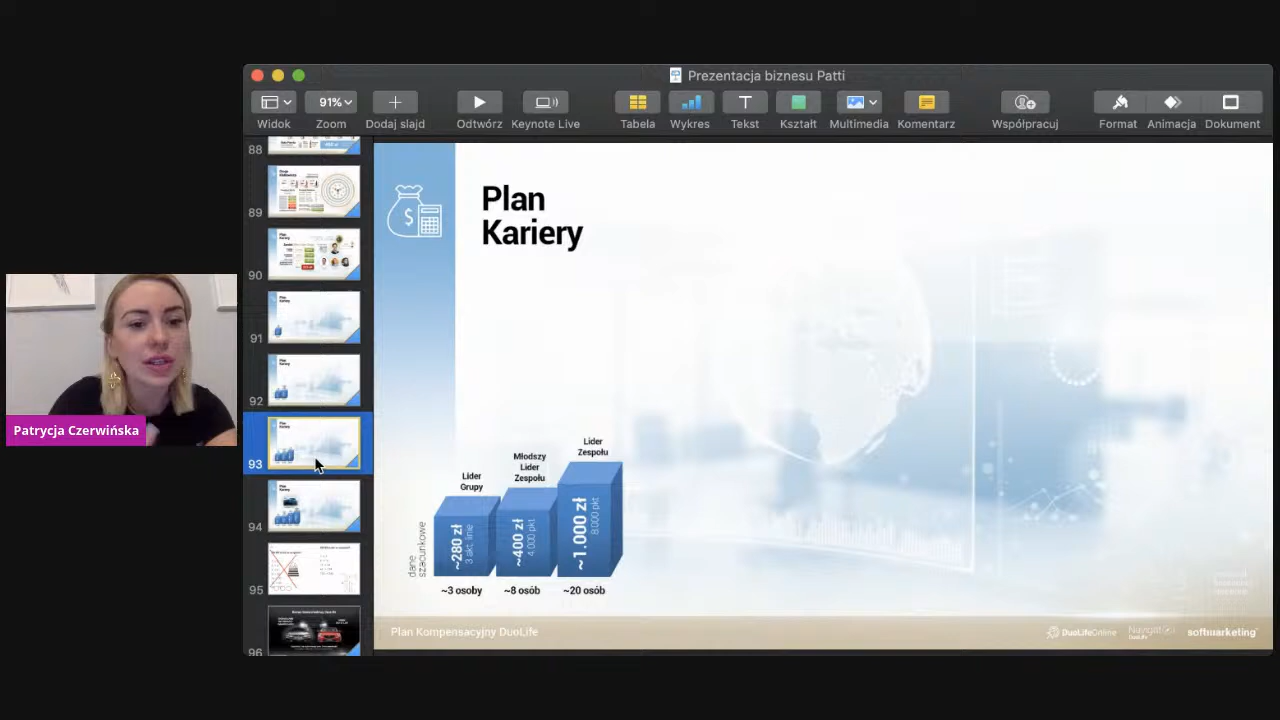 Prezentacja biznesu Patti
91%
Widok
Zoom
Dodaj slajd
Odtwórz
Keynote Live
Tabela
Wykres
Tekst
Kształt
Multimedia
Komentarz
Współpracuj
Format
Animacja
Dokument
88
89
90
91
92
93
94
95
96
Plan
Kariery
Lider
Grupy
Młodszy
Lider
Zespołu
Lider
Zespołu
dane
szacunkowe
~280 zł
3 akt. linie
~400 zł
4.000 pkt.
~1.000 zł
8.000 pkt.
~3 osoby
~8 osób
~20 osób
Plan Kompensacyjny DuoLife
DuoLifeOnline
Navigator
DuoLife
softmarketing
Patrycja Czerwińska